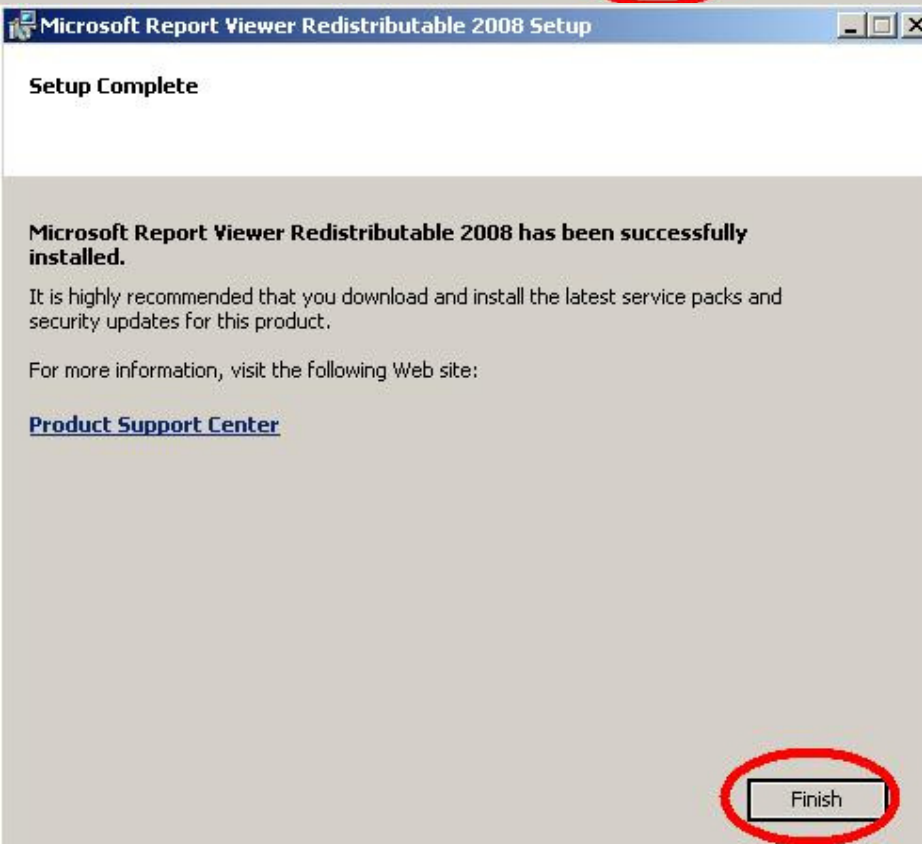 Microsoft Report Viewer Redistributable 2008 Setup
Setup Complete
Microsoft Report Viewer Redistributable 2008 has been successfully
installed.
It is highly recommended that you download and install the latest service packs and
security updates for this product.
For more information, visit the following Web site:
Product Support Center
Finish